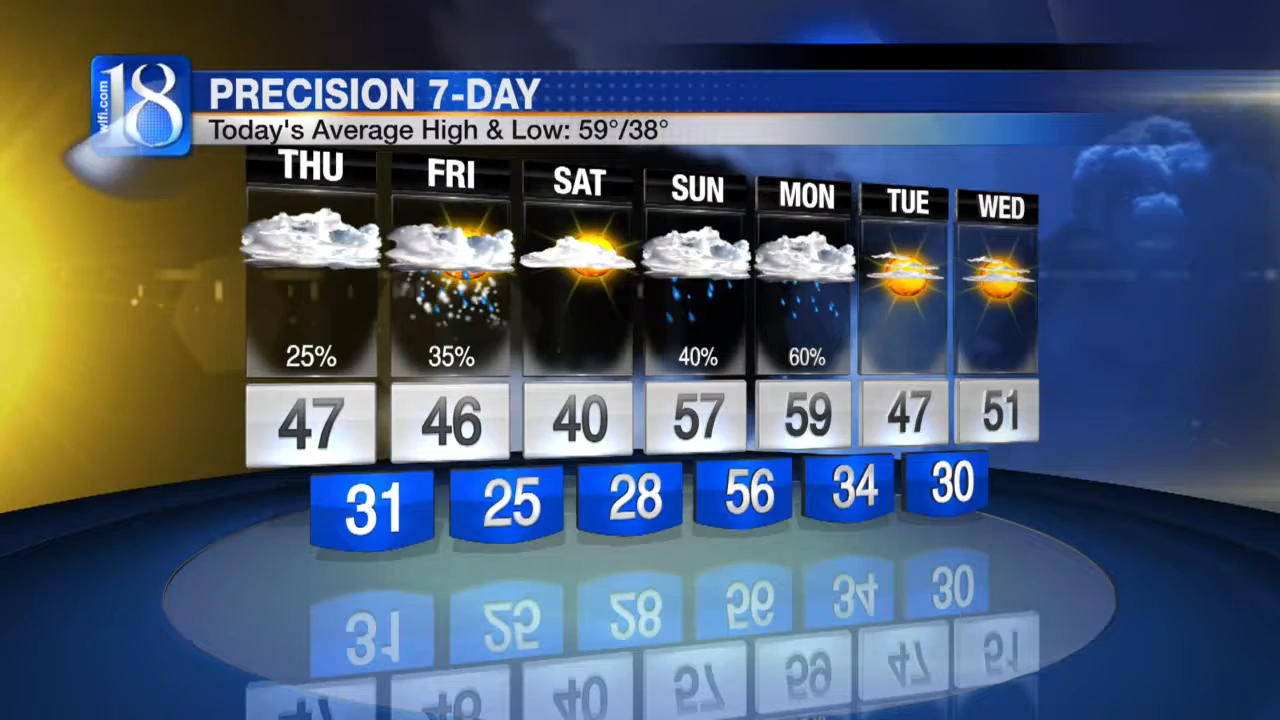 wlfi.com
18
PRECISION 7-DAY
Today's Average High & Low: 59°/38°
THU FRI SAT SUN MON TUE WED
25% 35% 40% 60%
47 46 40 57 59 47 51
31 25 28 56 34 30